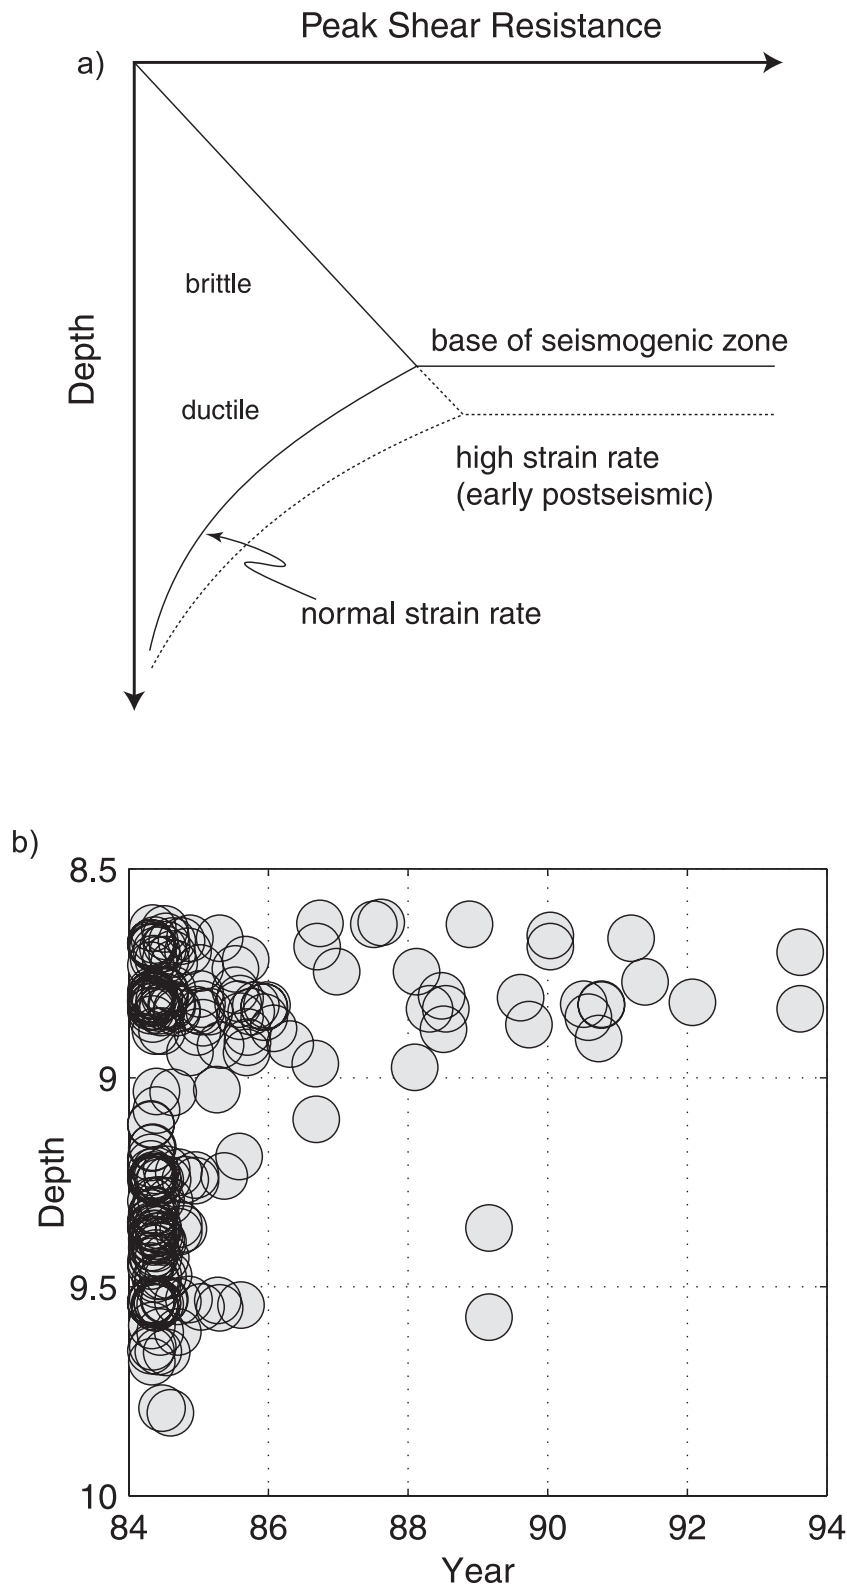 Peak Shear Resistance
a)
brittle
base of seismogenic zone
Depth
ductile
high strain rate
(early postseismic)
normal strain rate
b)
8.5
9
Depth
9.5
10
84 86 88 90 92 94
Year